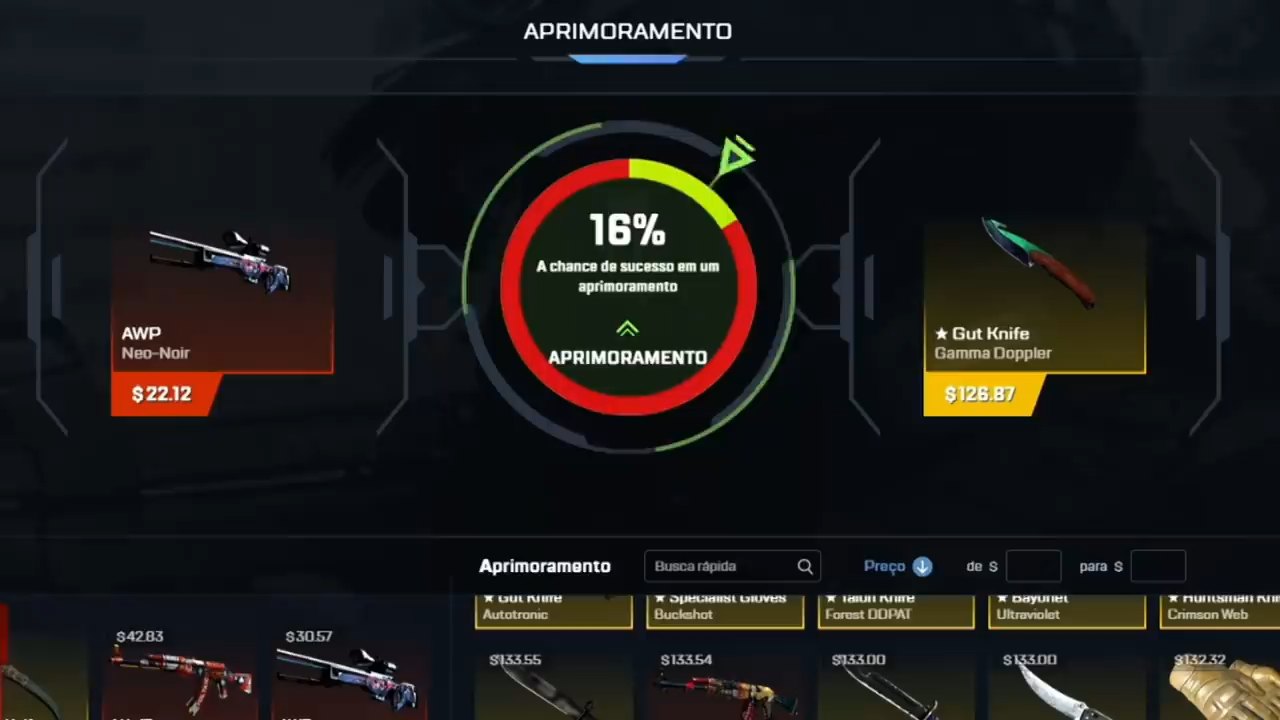 APRIMORAMENTO
16%
A chance de sucesso em um
aprimoramento
APRIMORAMENTO
AWP
Neo-Noir
$22.12
★ Gut Knife
Gamma Doppler
$126.87
Aprimoramento
Busca rápida
Preço
de $
para $
★ Gut Knife
Autotronic
★ Specialist Gloves
Buckshot
★ Talon Knife
Forest DDPAT
★ Bayonet
Ultraviolet
★ Huntsman Kni
Crimson Web
$42.83
$30.57
$133.55
$133.54
$133.00
$133.00
$132.32